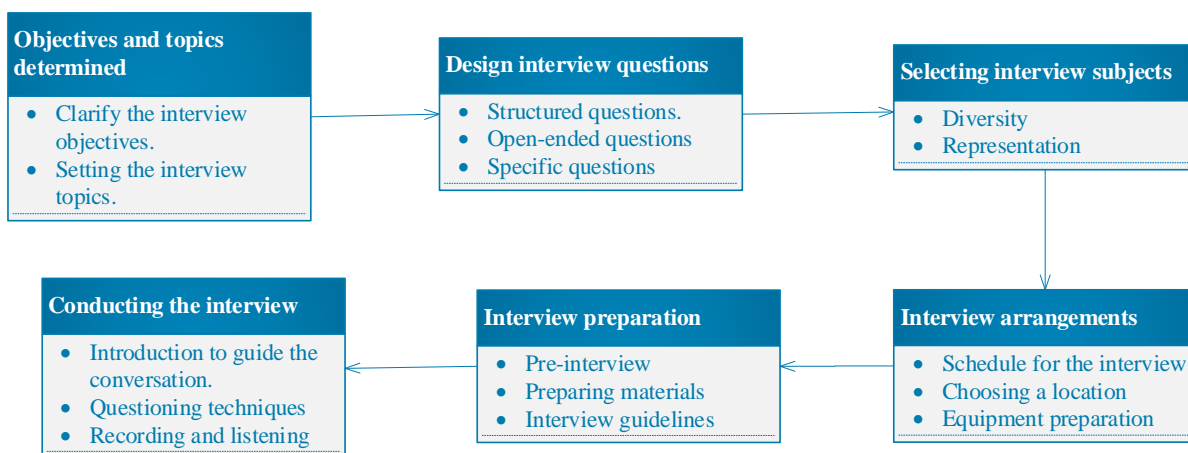 Objectives and topics
determined
• Clarify the interview
objectives.
• Setting the interview
topics.
Design interview questions
• Structured questions.
• Open-ended questions
• Specific questions
Selecting interview subjects
• Diversity
• Representation
Interview arrangements
• Schedule for the interview
• Choosing a location
• Equipment preparation
Interview preparation
• Pre-interview
• Preparing materials
• Interview guidelines
Conducting the interview
• Introduction to guide the
conversation.
• Questioning techniques
• Recording and listening